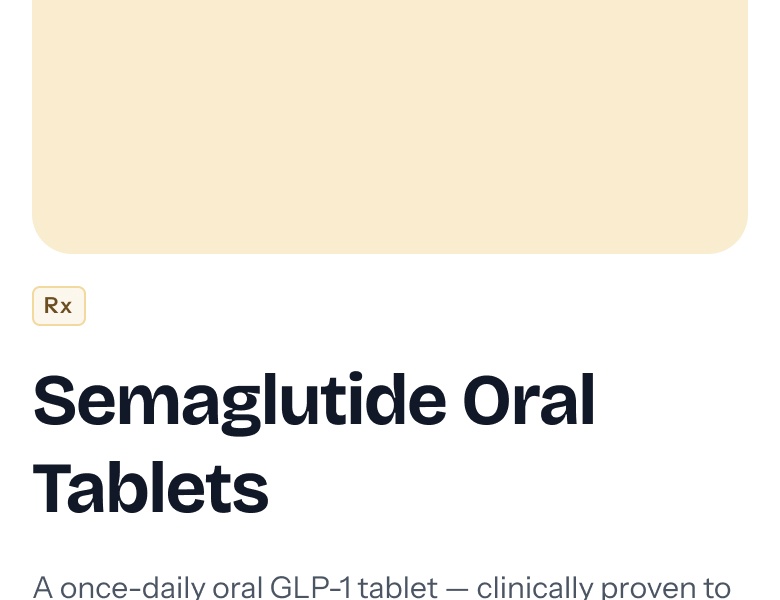 Rx
Semaglutide Oral
Tablets
A once-daily oral GLP-1 tablet — clinically proven to